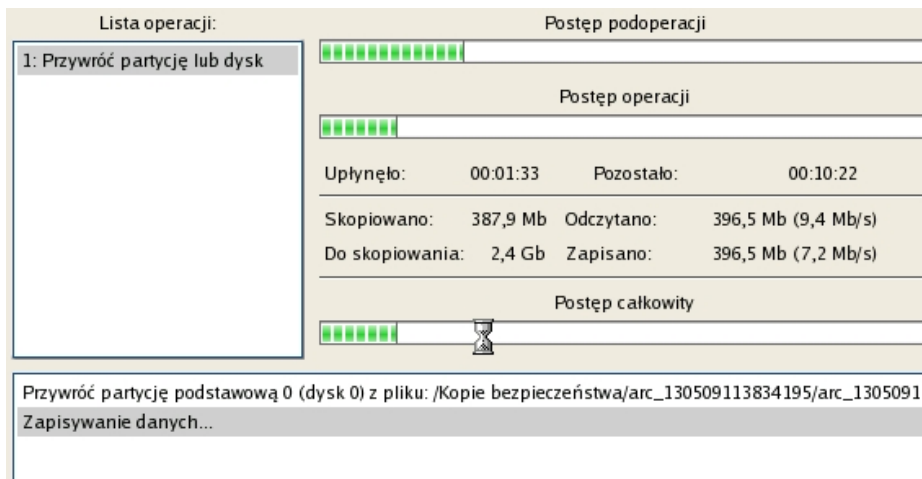 Lista operacji:
1: Przywróć partycję lub dysk
Postęp podoperacji
Postęp operacji
Upłynęło: 00:01:33 Pozostało: 00:10:22
Skopiowano: 387,9 Mb Odczytano: 396,5 Mb (9,4 Mb/s)
Do skopiowania: 2,4 Gb Zapisano: 396,5 Mb (7,2 Mb/s)
Postęp całkowity
Przywróć partycję podstawową 0 (dysk 0) z pliku: /Kopie bezpieczeństwa/arc_130509113834195/arc_1305091
Zapisywanie danych...